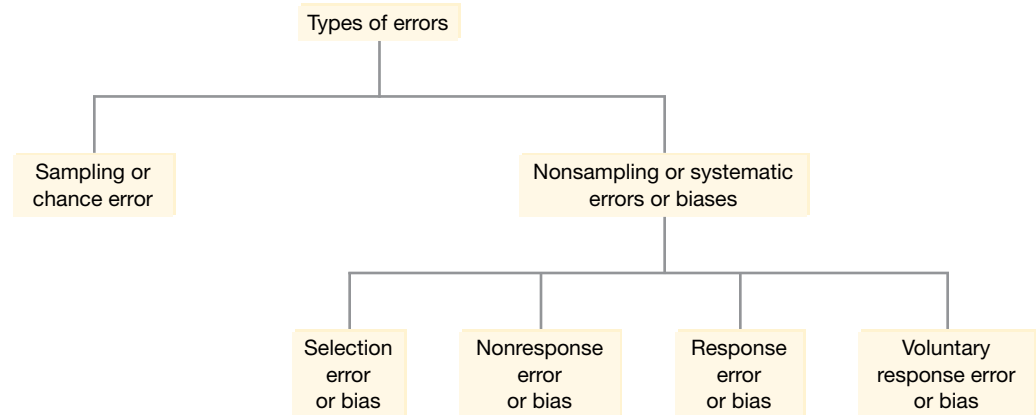 Types of errors
Sampling or
chance error
Nonsampling or systematic
errors or biases
Selection
error
or bias
Nonresponse
error
or bias
Response
error
or bias
Voluntary
response error
or bias